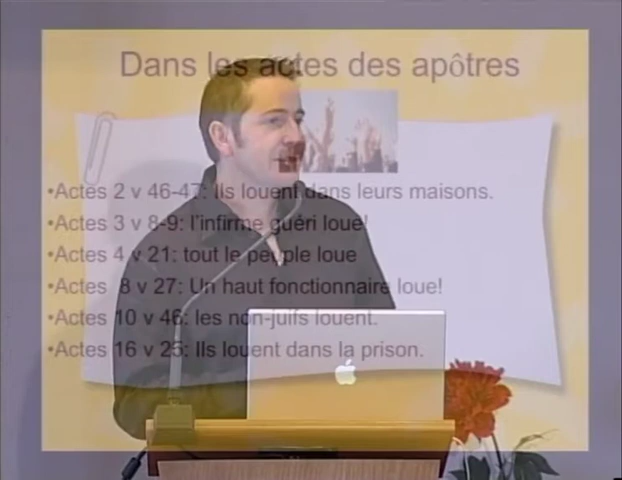 Dans les actes des apôtres
•Actes 2 v 46-47: Ils louent dans leurs maisons.
•Actes 3 v 8-9: l'infirme guéri loue!
•Actes 4 v 21: tout le peuple loue
•Actes  8 v 27: Un haut fonctionnaire loue!
•Actes 10 v 46: les non-juifs louent.
•Actes 16 v 25: Ils louent dans la prison.